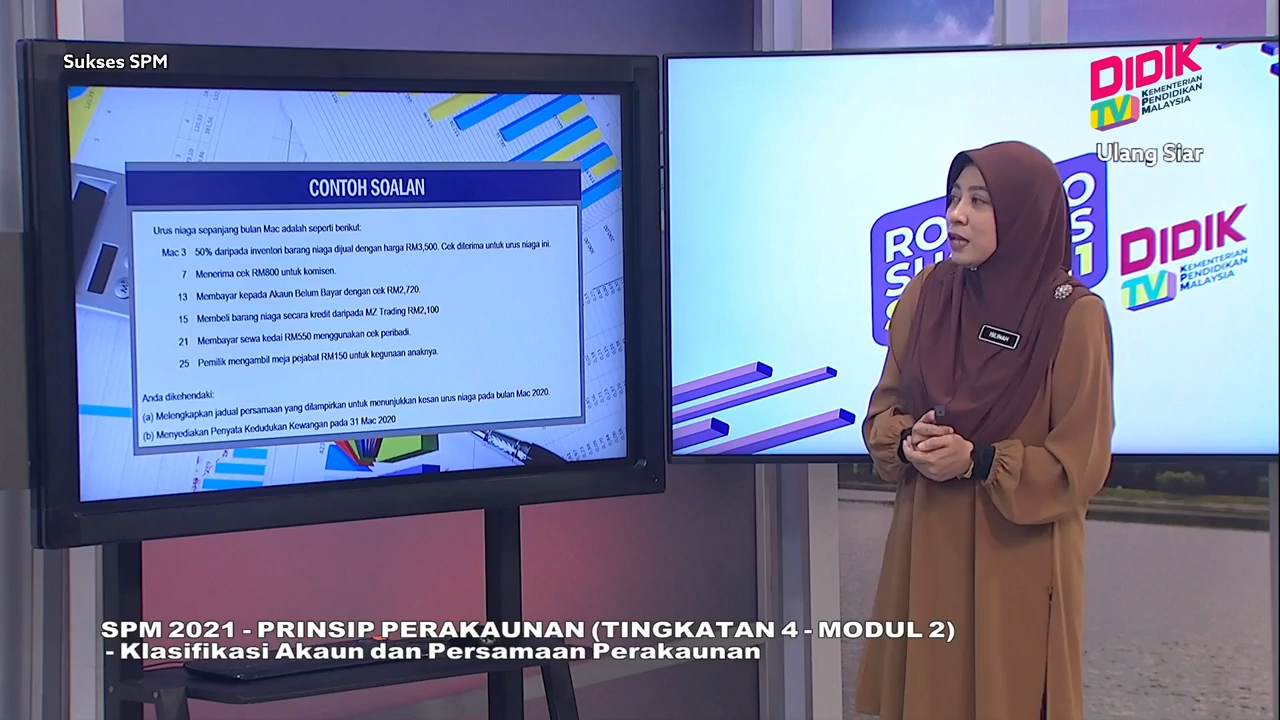 Sukses SPM
CONTOH SOALAN
Urus niaga sepanjang bulan Mac adalah seperti berikut:
Mac 3 50% daripada inventori barang niaga dijual dengan harga RM3,500. Cek diterima untuk urus niaga ini.
7 Menerima cek RM800 untuk komisen.
13 Membayar kepada Akaun Belum Bayar dengan cek RM2,720.
15 Membeli barang niaga secara kredit daripada MZ Trading RM2,100
21 Membayar sewa kedai RM550 menggunakan cek peribadi.
25 Pemilik mengambil meja pejabat RM150 untuk kegunaan anaknya.
Anda dikehendaki:
(a) Melengkapkan jadual persamaan yang dilampirkan untuk menunjukkan kesan urus niaga pada bulan Mac 2020.
(b) Menyediakan Penyata Kedudukan Kewangan pada 31 Mac 2020
DIDIK
TV
KEMENTERIAN
PENDIDIKAN
MALAYSIA
Ulang Siar
DIDIK
TV
KEMENTERIAN
PENDIDIKAN
MALAYSIA
SPM 2021 - PRINSIP PERAKAUNAN (TINGKATAN 4 - MODUL 2)
- Klasifikasi Akaun dan Persamaan Perakaunan